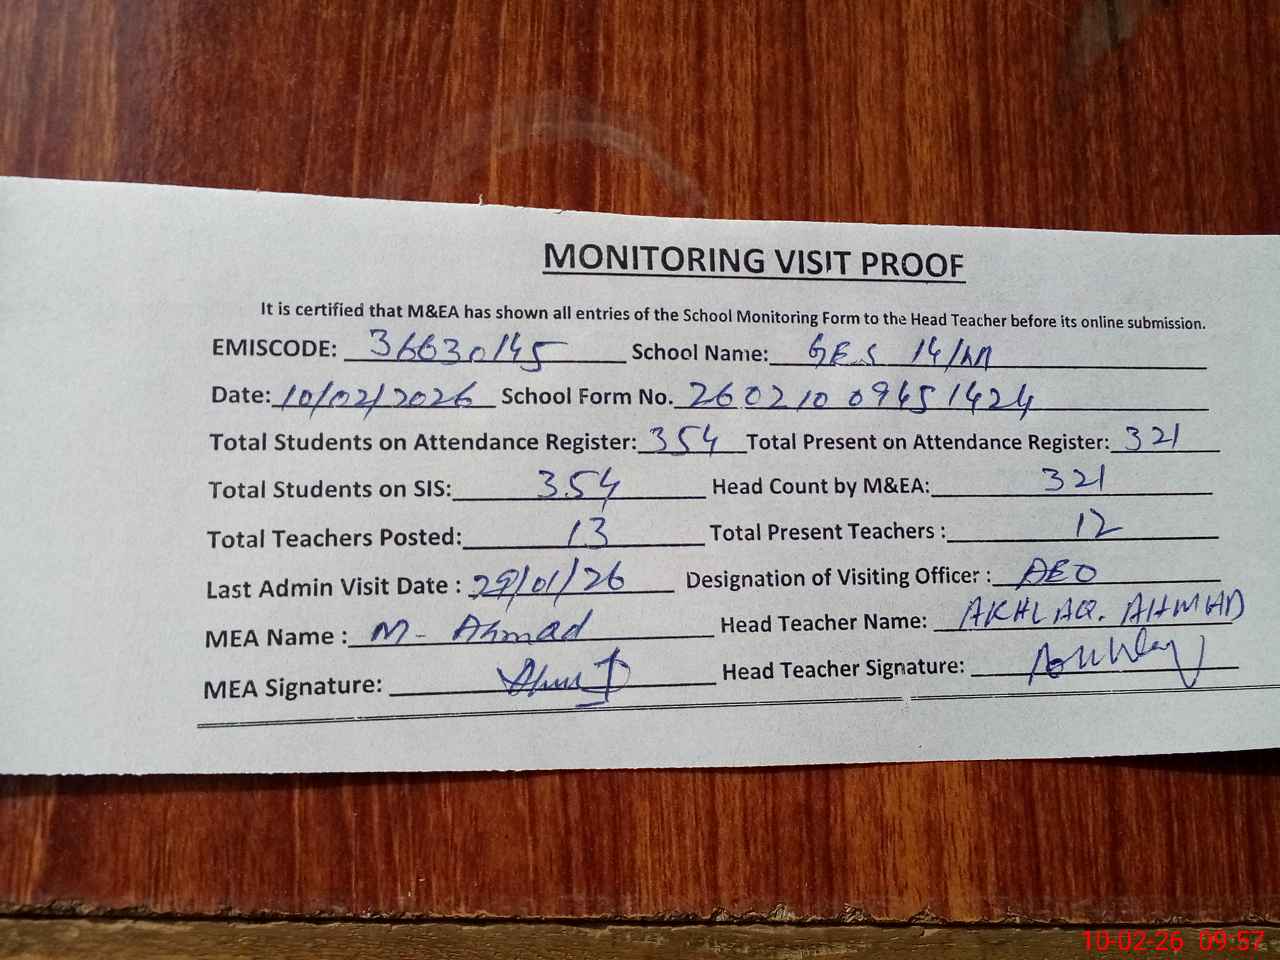 MONITORING VISIT PROOF
It is certified that M&EA has shown all entries of the School Monitoring Form to the Head Teacher before its online submission.
EMISCODE: 36630145 School Name: GES 14/
Date: 10/02/2026 School Form No. 26021009451424
Total Students on Attendance Register: 354 Total Present on Attendance Register: 321
Total Students on SIS: 354 Head Count by M&EA: 321
Total Teachers Posted: 13 Total Present Teachers : 12
Last Admin Visit Date : 29/01/26 Designation of Visiting Officer : AEO
MEA Name : M- Ahmad Head Teacher Name: AKHLAQ. AHMAD
MEA Signature: Head Teacher Signature:
10-02-26 09:57